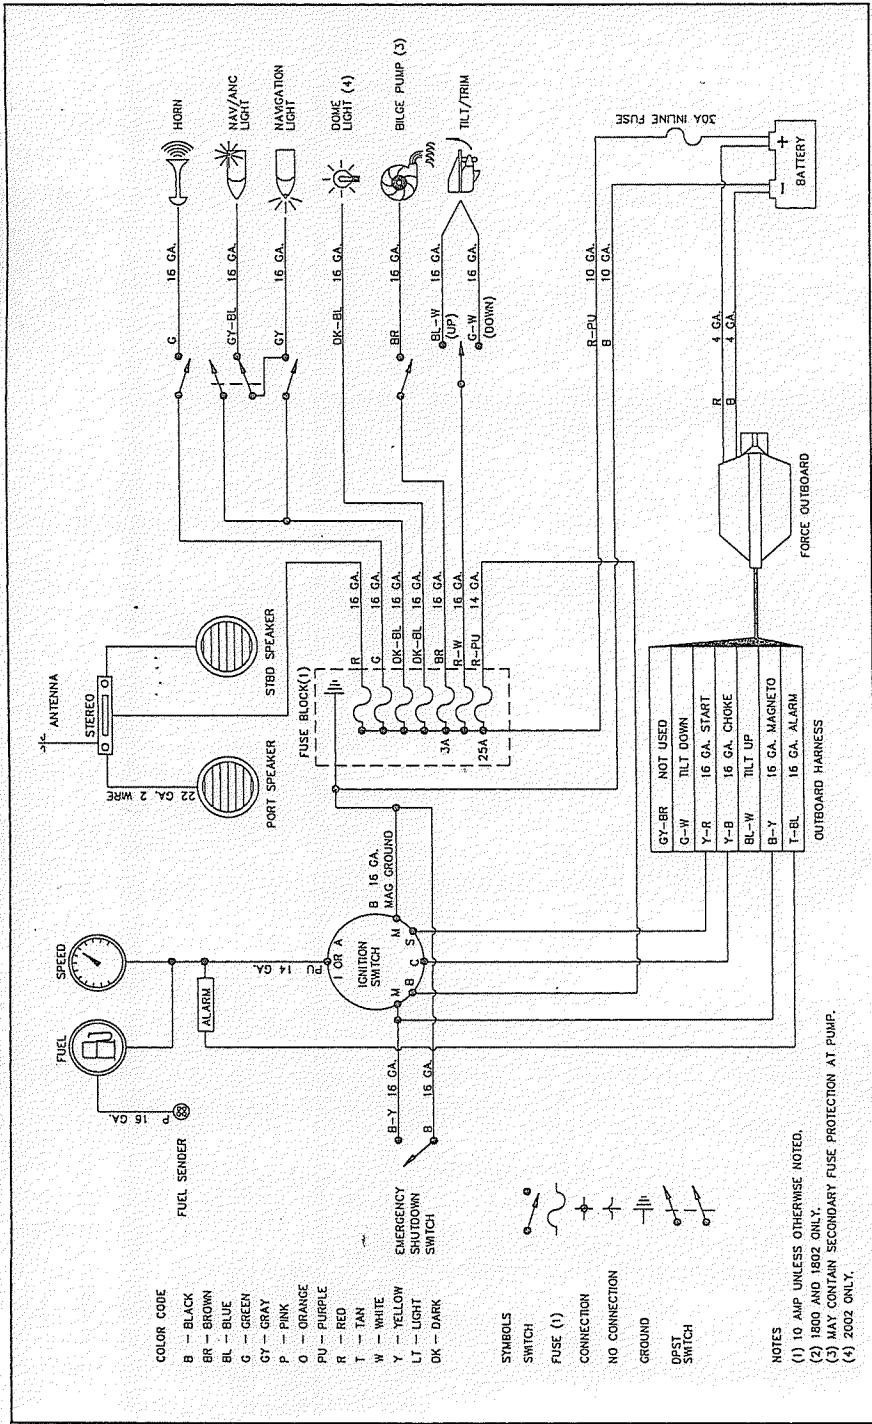 HORN
NAV/ANC
LIGHT
NAVIGATION
LIGHT
DOME
LIGHT (4)
BILGE PUMP (3)
TILT/TRIM
30A INLINE FUSE
BATTERY
+
–
G 16 GA.
GY-BL 16 GA.
GY 16 GA.
DK-BL 16 GA.
BR 16 GA.
BL-W 16 GA.
(UP)
G-W 16 GA.
(DOWN)
R-PU 10 GA.
B 10 GA.
R 4 GA.
B 4 GA.
ANTENNA
STEREO
STBD SPEAKER
PORT SPEAKER
22 GA. 2 WIRE
FUSE BLOCK(1)
R 16 GA.
G 16 GA.
DK-BL 16 GA.
DK-BL 16 GA.
BR 16 GA.
R-W 16 GA.
R-PU 14 GA.
3A
25A
FORCE OUTBOARD
GY-BR NOT USED
G-W TILT DOWN
Y-R 16 GA. START
Y-B 16 GA. CHOKE
BL-W TILT UP
B-Y 16 GA. MAGNETO
T-BL 16 GA. ALARM
OUTBOARD HARNESS
SPEED
FUEL
ALARM
PU 14 GA.
P 16 GA.
FUEL SENDER
I OR A
IGNITION
SWITCH
M
S
C
B
M
B 16 GA.
MAG GROUND
B-Y 16 GA.
B 16 GA.
EMERGENCY
SHUTDOWN
SWITCH
COLOR CODE
B – BLACK
BR – BROWN
BL – BLUE
G – GREEN
GY – GRAY
P – PINK
O – ORANGE
PU – PURPLE
R – RED
T – TAN
W – WHITE
Y – YELLOW
LT – LIGHT
DK – DARK
SYMBOLS
SWITCH
FUSE (1)
CONNECTION
NO CONNECTION
GROUND
DPST
SWITCH
NOTES
(1) 10 AMP UNLESS OTHERWISE NOTED.
(2) 1800 AND 1802 ONLY.
(3) MAY CONTAIN SECONDARY FUSE PROTECTION AT PUMP.
(4) 2002 ONLY.